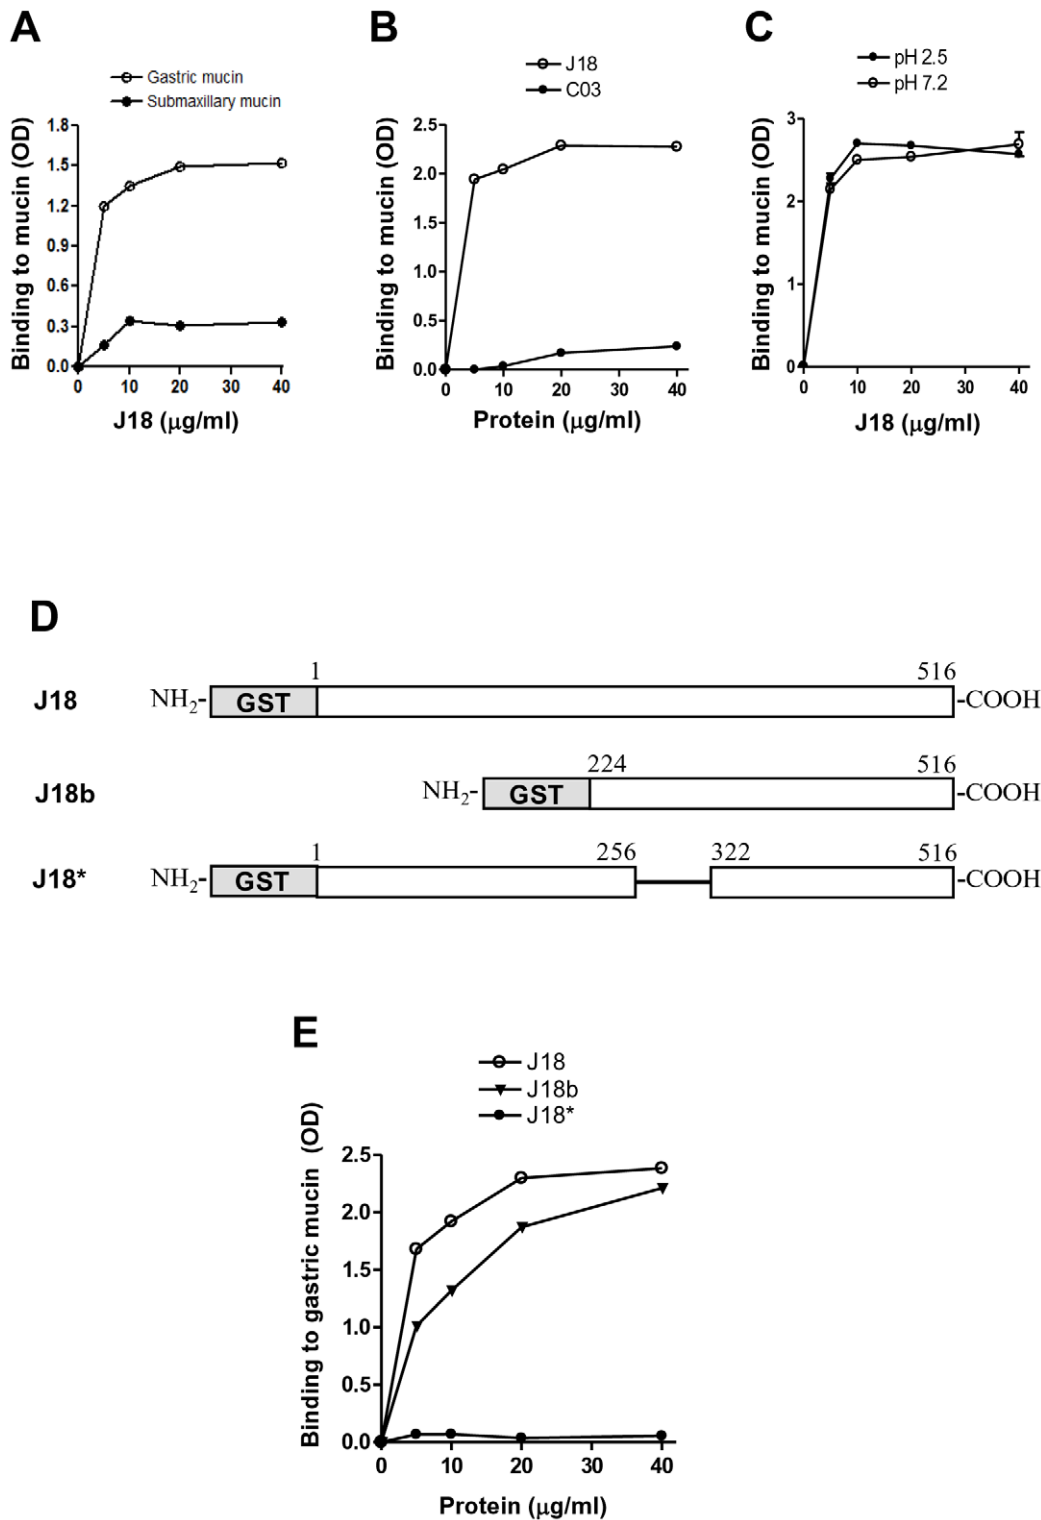 A
Gastric mucin
Submaxillary mucin
Binding to mucin (OD)
1.8
1.5
1.2
0.9
0.6
0.3
0.0
0 10 20 30 40
J18 (μg/ml)
B
J18
C03
Binding to mucin (OD)
2.5
2.0
1.5
1.0
0.5
0.0
0 10 20 30 40
Protein (μg/ml)
C
pH 2.5
pH 7.2
Binding to mucin (OD)
3
2
1
0
0 10 20 30 40
J18 (μg/ml)
D
1 516
J18 NH2- GST -COOH
224 516
J18b NH2- GST -COOH
1 256 322 516
J18* NH2- GST -COOH
E
J18
J18b
J18*
Binding to gastric mucin (OD)
2.5
2.0
1.5
1.0
0.5
0.0
0 10 20 30 40
Protein (μg/ml)